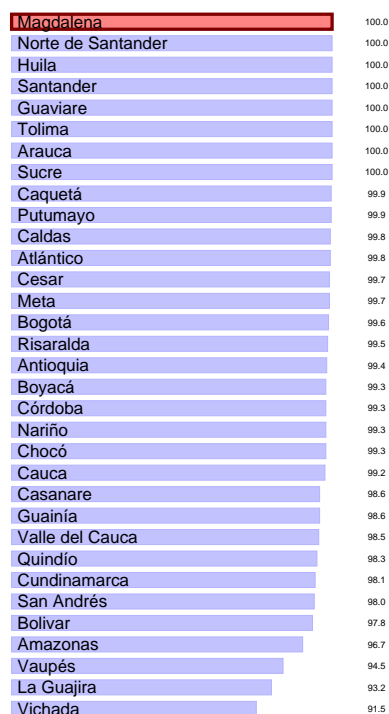 Magdalena 100.0
Norte de Santander 100.0
Huila 100.0
Santander 100.0
Guaviare 100.0
Tolima 100.0
Arauca 100.0
Sucre 100.0
Caquetá 99.9
Putumayo 99.9
Caldas 99.8
Atlántico 99.8
Cesar 99.7
Meta 99.7
Bogotá 99.6
Risaralda 99.5
Antioquia 99.4
Boyacá 99.3
Córdoba 99.3
Nariño 99.3
Chocó 99.3
Cauca 99.2
Casanare 98.6
Guainía 98.6
Valle del Cauca 98.5
Quindío 98.3
Cundinamarca 98.1
San Andrés 98.0
Bolivar 97.8
Amazonas 96.7
Vaupés 94.5
La Guajira 93.2
Vichada 91.5